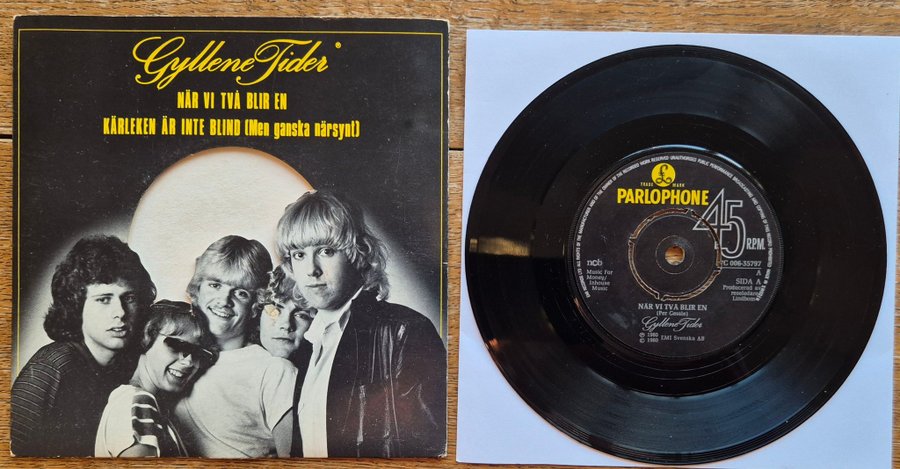 Gyllene Tider®
NÄR VI TVÅ BLIR EN
KÄRLEKEN ÄR INTE BLIND (Men ganska närsynt)
£
TRADE MARK
PARLOPHONE
45
R.P.M.
7C 006-35797
A
ncb
SIDA A
Music For
Money/
Inhouse
Music
Producerad av
Lindbom
NÄR VI TVÅ BLIR EN
(Per Gessle)
Gyllene Tider
℗ 1980
© 1980
EMI Svenska AB